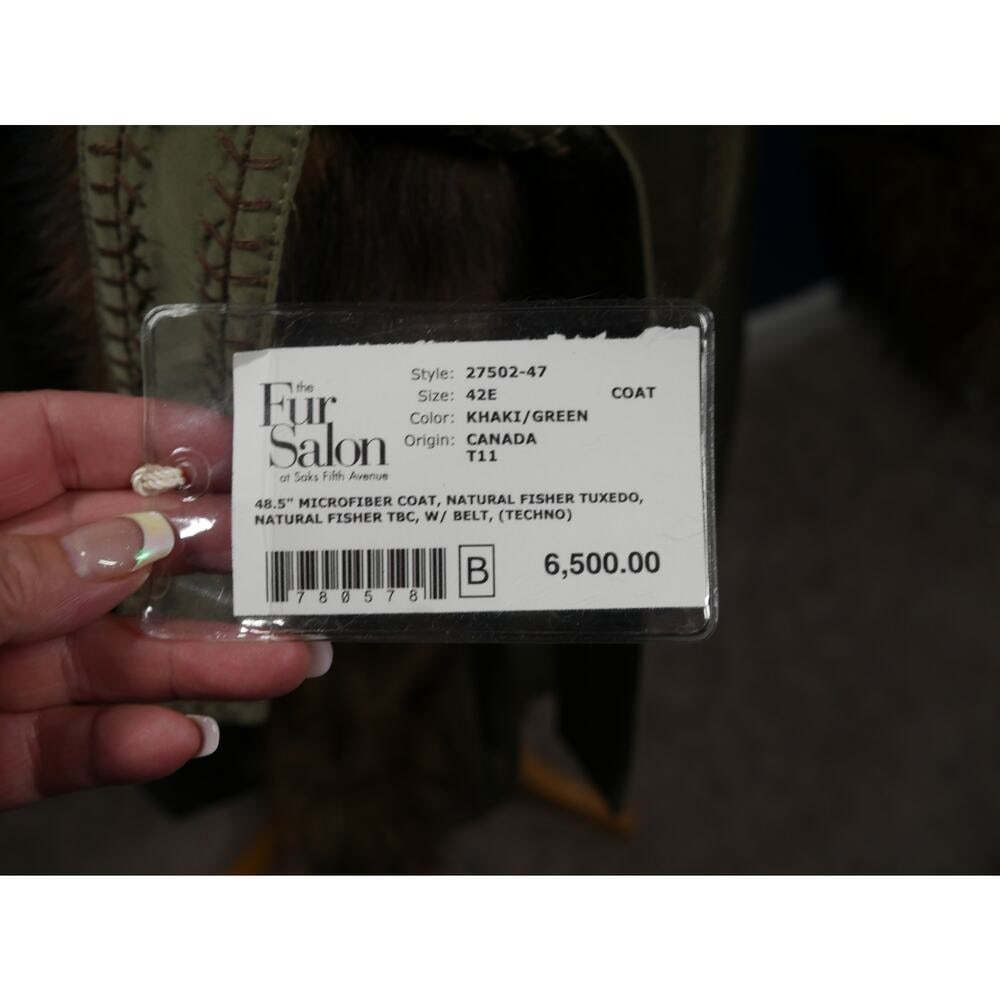 the
Fur
Salon
at Saks Fifth Avenue
Style: 27502-47
Size: 42E COAT
Color: KHAKI/GREEN
Origin: CANADA
T11
48.5" MICROFIBER COAT, NATURAL FISHER TUXEDO,
NATURAL FISHER TBC, W/ BELT, (TECHNO)
780578
B
6,500.00